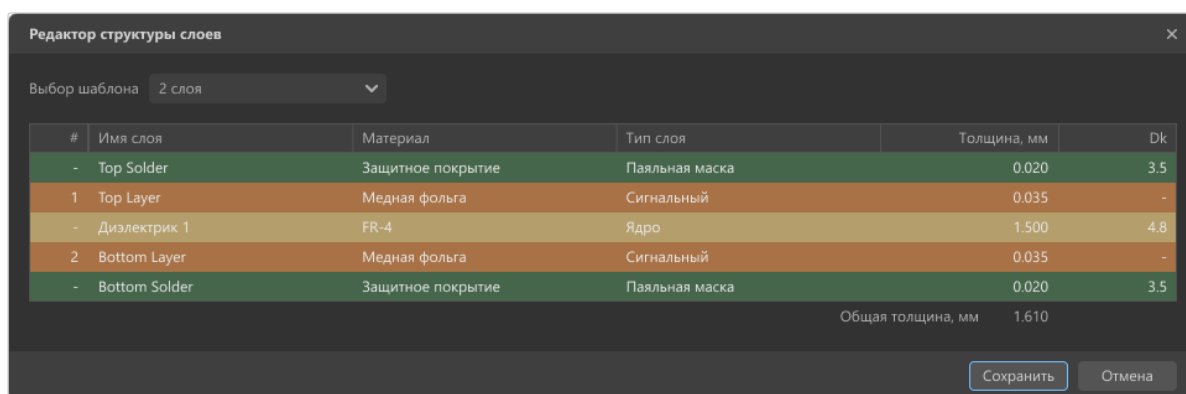 Редактор структуры слоев ×
Выбор шаблона 2 слоя
# Имя слоя Материал Тип слоя Толщина, мм Dk
- Top Solder Защитное покрытие Паяльная маска 0.020 3.5
1 Top Layer Медная фольга Сигнальный 0.035 -
- Диэлектрик 1 FR-4 Ядро 1.500 4.8
2 Bottom Layer Медная фольга Сигнальный 0.035 -
- Bottom Solder Защитное покрытие Паяльная маска 0.020 3.5
Общая толщина, мм 1.610
Сохранить Отмена